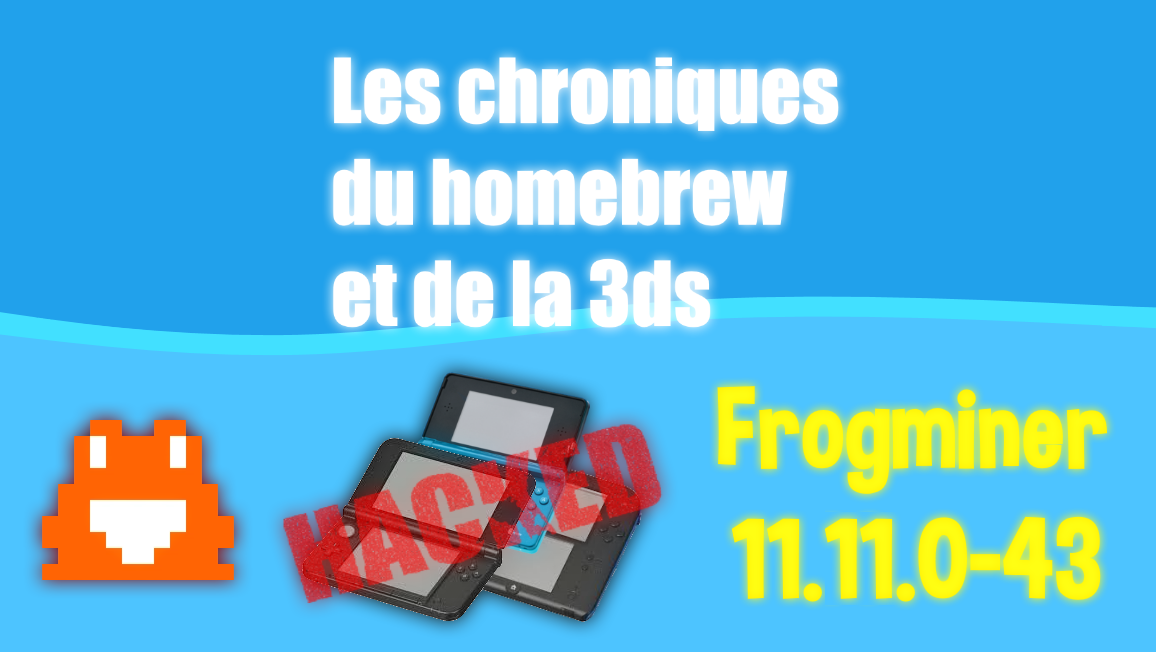 Les chroniques
du homebrew
et de la 3ds
HACKED
Frogminer
11.11.0-43